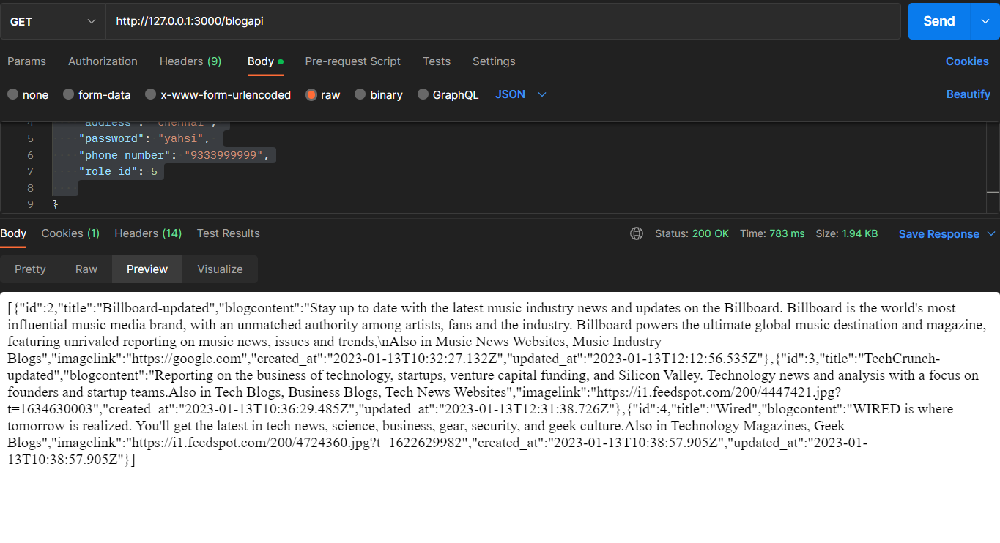 GET http://127.0.0.1:3000/blogapi Send
Params Authorization Headers (9) Body Pre-request Script Tests Settings Cookies
none form-data x-www-form-urlencoded raw binary GraphQL JSON Beautify
4 "address": "chennai",
5 "password": "yahsi",
6 "phone_number": "9333999999",
7 "role_id": 5
8
9 }
Body Cookies (1) Headers (14) Test Results Status: 200 OK Time: 783 ms Size: 1.94 KB Save Response
Pretty Raw Preview Visualize
[{"id":2,"title":"Billboard-updated","blogcontent":"Stay up to date with the latest music industry news and updates on the Billboard. Billboard is the world's most
influential music media brand, with an unmatched authority among artists, fans and the industry. Billboard powers the ultimate global music destination and magazine,
featuring unrivaled reporting on music news, issues and trends,\nAlso in Music News Websites, Music Industry
Blogs","imagelink":"https://google.com","created_at":"2023-01-13T10:32:27.132Z","updated_at":"2023-01-13T12:12:56.535Z"},{"id":3,"title":"TechCrunch-
updated","blogcontent":"Reporting on the business of technology, startups, venture capital funding, and Silicon Valley. Technology news and analysis with a focus on
founders and startup teams.Also in Tech Blogs, Business Blogs, Tech News Websites","imagelink":"https://i1.feedspot.com/200/4447421.jpg?
t=1634630003","created_at":"2023-01-13T10:36:29.485Z","updated_at":"2023-01-13T12:31:38.726Z"},{"id":4,"title":"Wired","blogcontent":"WIRED is where
tomorrow is realized. You'll get the latest in tech news, science, business, gear, security, and geek culture.Also in Technology Magazines, Geek
Blogs","imagelink":"https://i1.feedspot.com/200/4724360.jpg?t=1622629982","created_at":"2023-01-13T10:38:57.905Z","updated_at":"2023-01-
13T10:38:57.905Z"}]